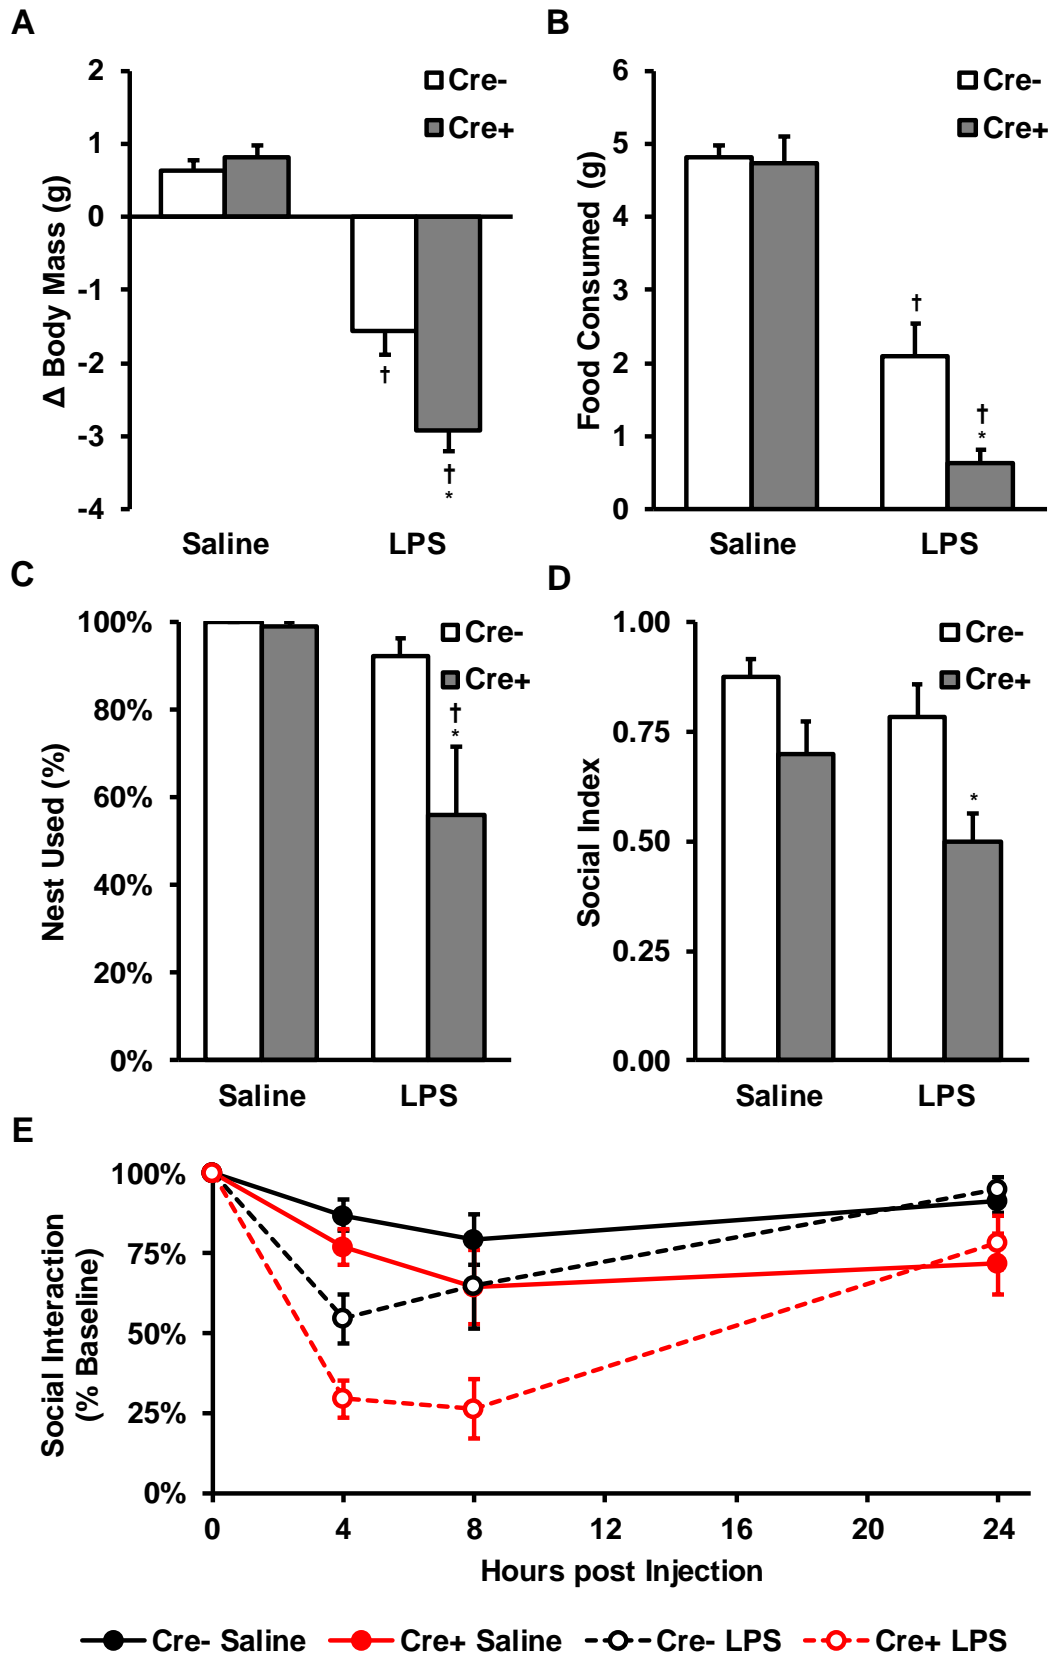 A
Δ Body Mass (g)
2
1
0
-1
-2
-3
-4
Cre-
Cre+
†
†
*
Saline
LPS
B
Food Consumed (g)
6
5
4
3
2
1
0
Cre-
Cre+
†
†
*
Saline
LPS
C
Nest Used (%)
100%
80%
60%
40%
20%
0%
Cre-
Cre+
†
*
Saline
LPS
D
Social Index
1.00
0.75
0.50
0.25
0.00
Cre-
Cre+
*
Saline
LPS
E
Social Interaction
(% Baseline)
100%
75%
50%
25%
0%
0 4 8 12 16 20 24
Hours post Injection
Cre- Saline Cre+ Saline Cre- LPS Cre+ LPS